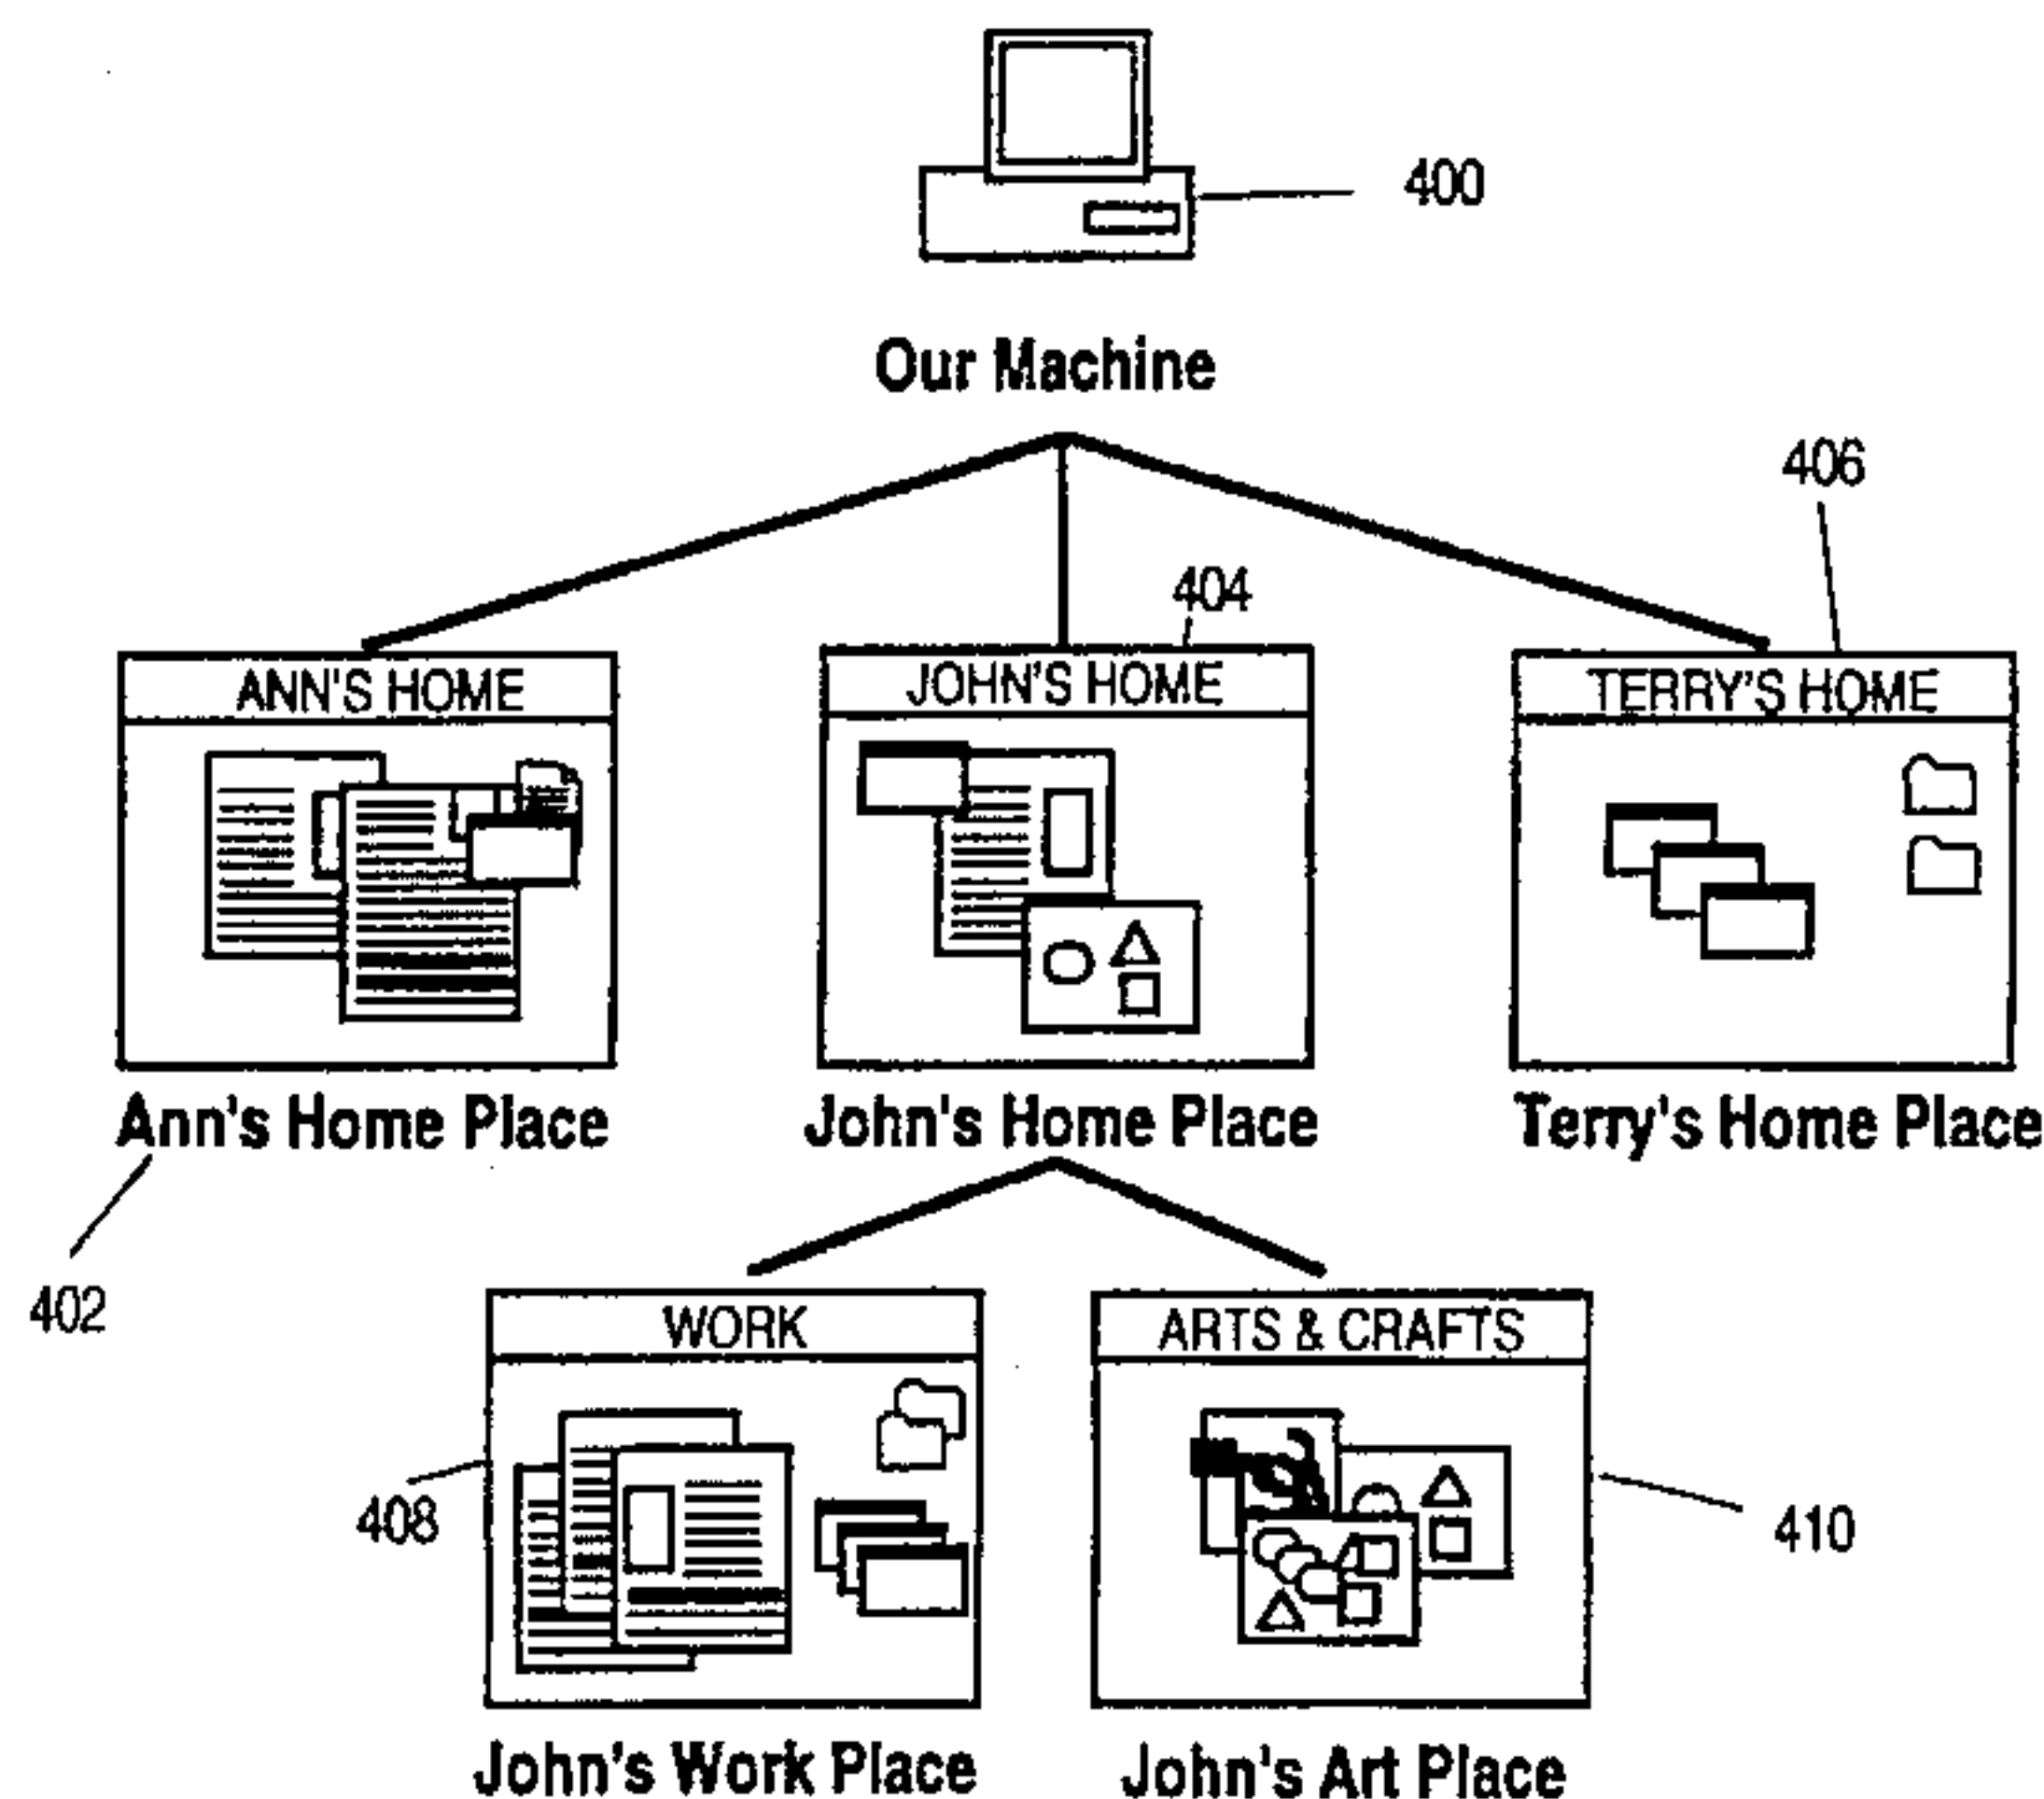 400
Our Machine
406
404
ANN'S HOME
JOHN'S HOME
TERRY'S HOME
Ann's Home Place
John's Home Place
Terry's Home Place
402
WORK
ARTS & CRAFTS
408
410
John's Work Place
John's Art Place